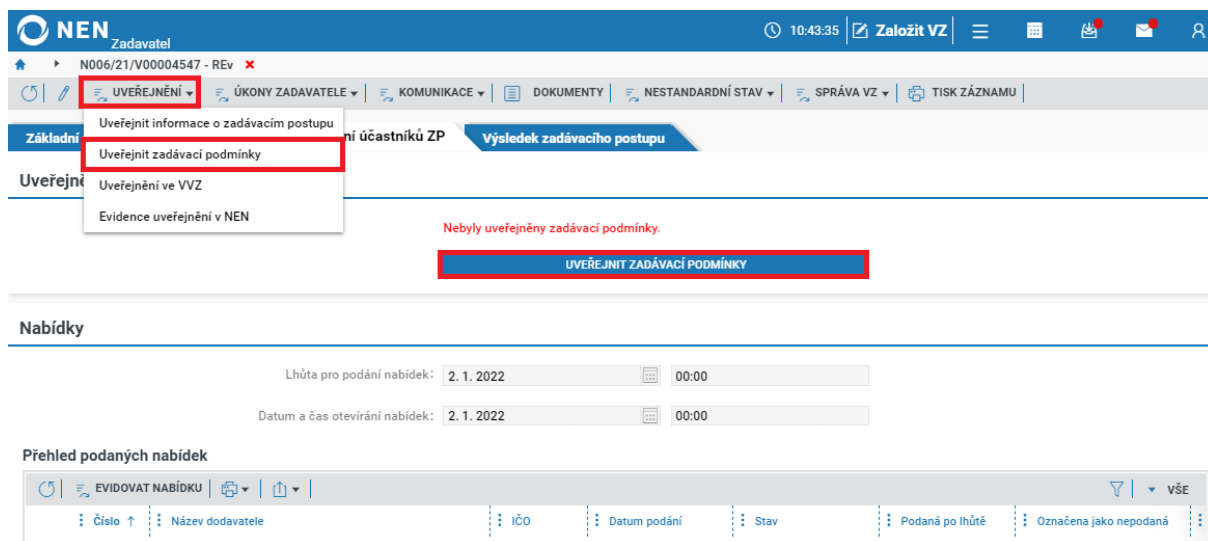 NEN
Zadavatel
10:43:35 Založit VZ
N006/21/V00004547 - REv
UVEŘEJNĚNÍ ÚKONY ZADAVATELE KOMUNIKACE DOKUMENTY NESTANDARDNÍ STAV SPRÁVA VZ TISK ZÁZNAMU
Uveřejnit informace o zadávacím postupu
Základní ní účastníků ZP Výsledek zadávacího postupu
Uveřejnit zadávací podmínky
Uveřejně
Uveřejnění ve VVZ
Evidence uveřejnění v NEN
Nebyly uveřejněny zadávací podmínky.
UVEŘEJNIT ZADÁVACÍ PODMÍNKY
Nabídky
Lhůta pro podání nabídek: 2. 1. 2022 00:00
Datum a čas otevírání nabídek: 2. 1. 2022 00:00
Přehled podaných nabídek
EVIDOVAT NABÍDKU VŠE
Číslo ↑ Název dodavatele IČO Datum podání Stav Podaná po lhůtě Označena jako nepodaná